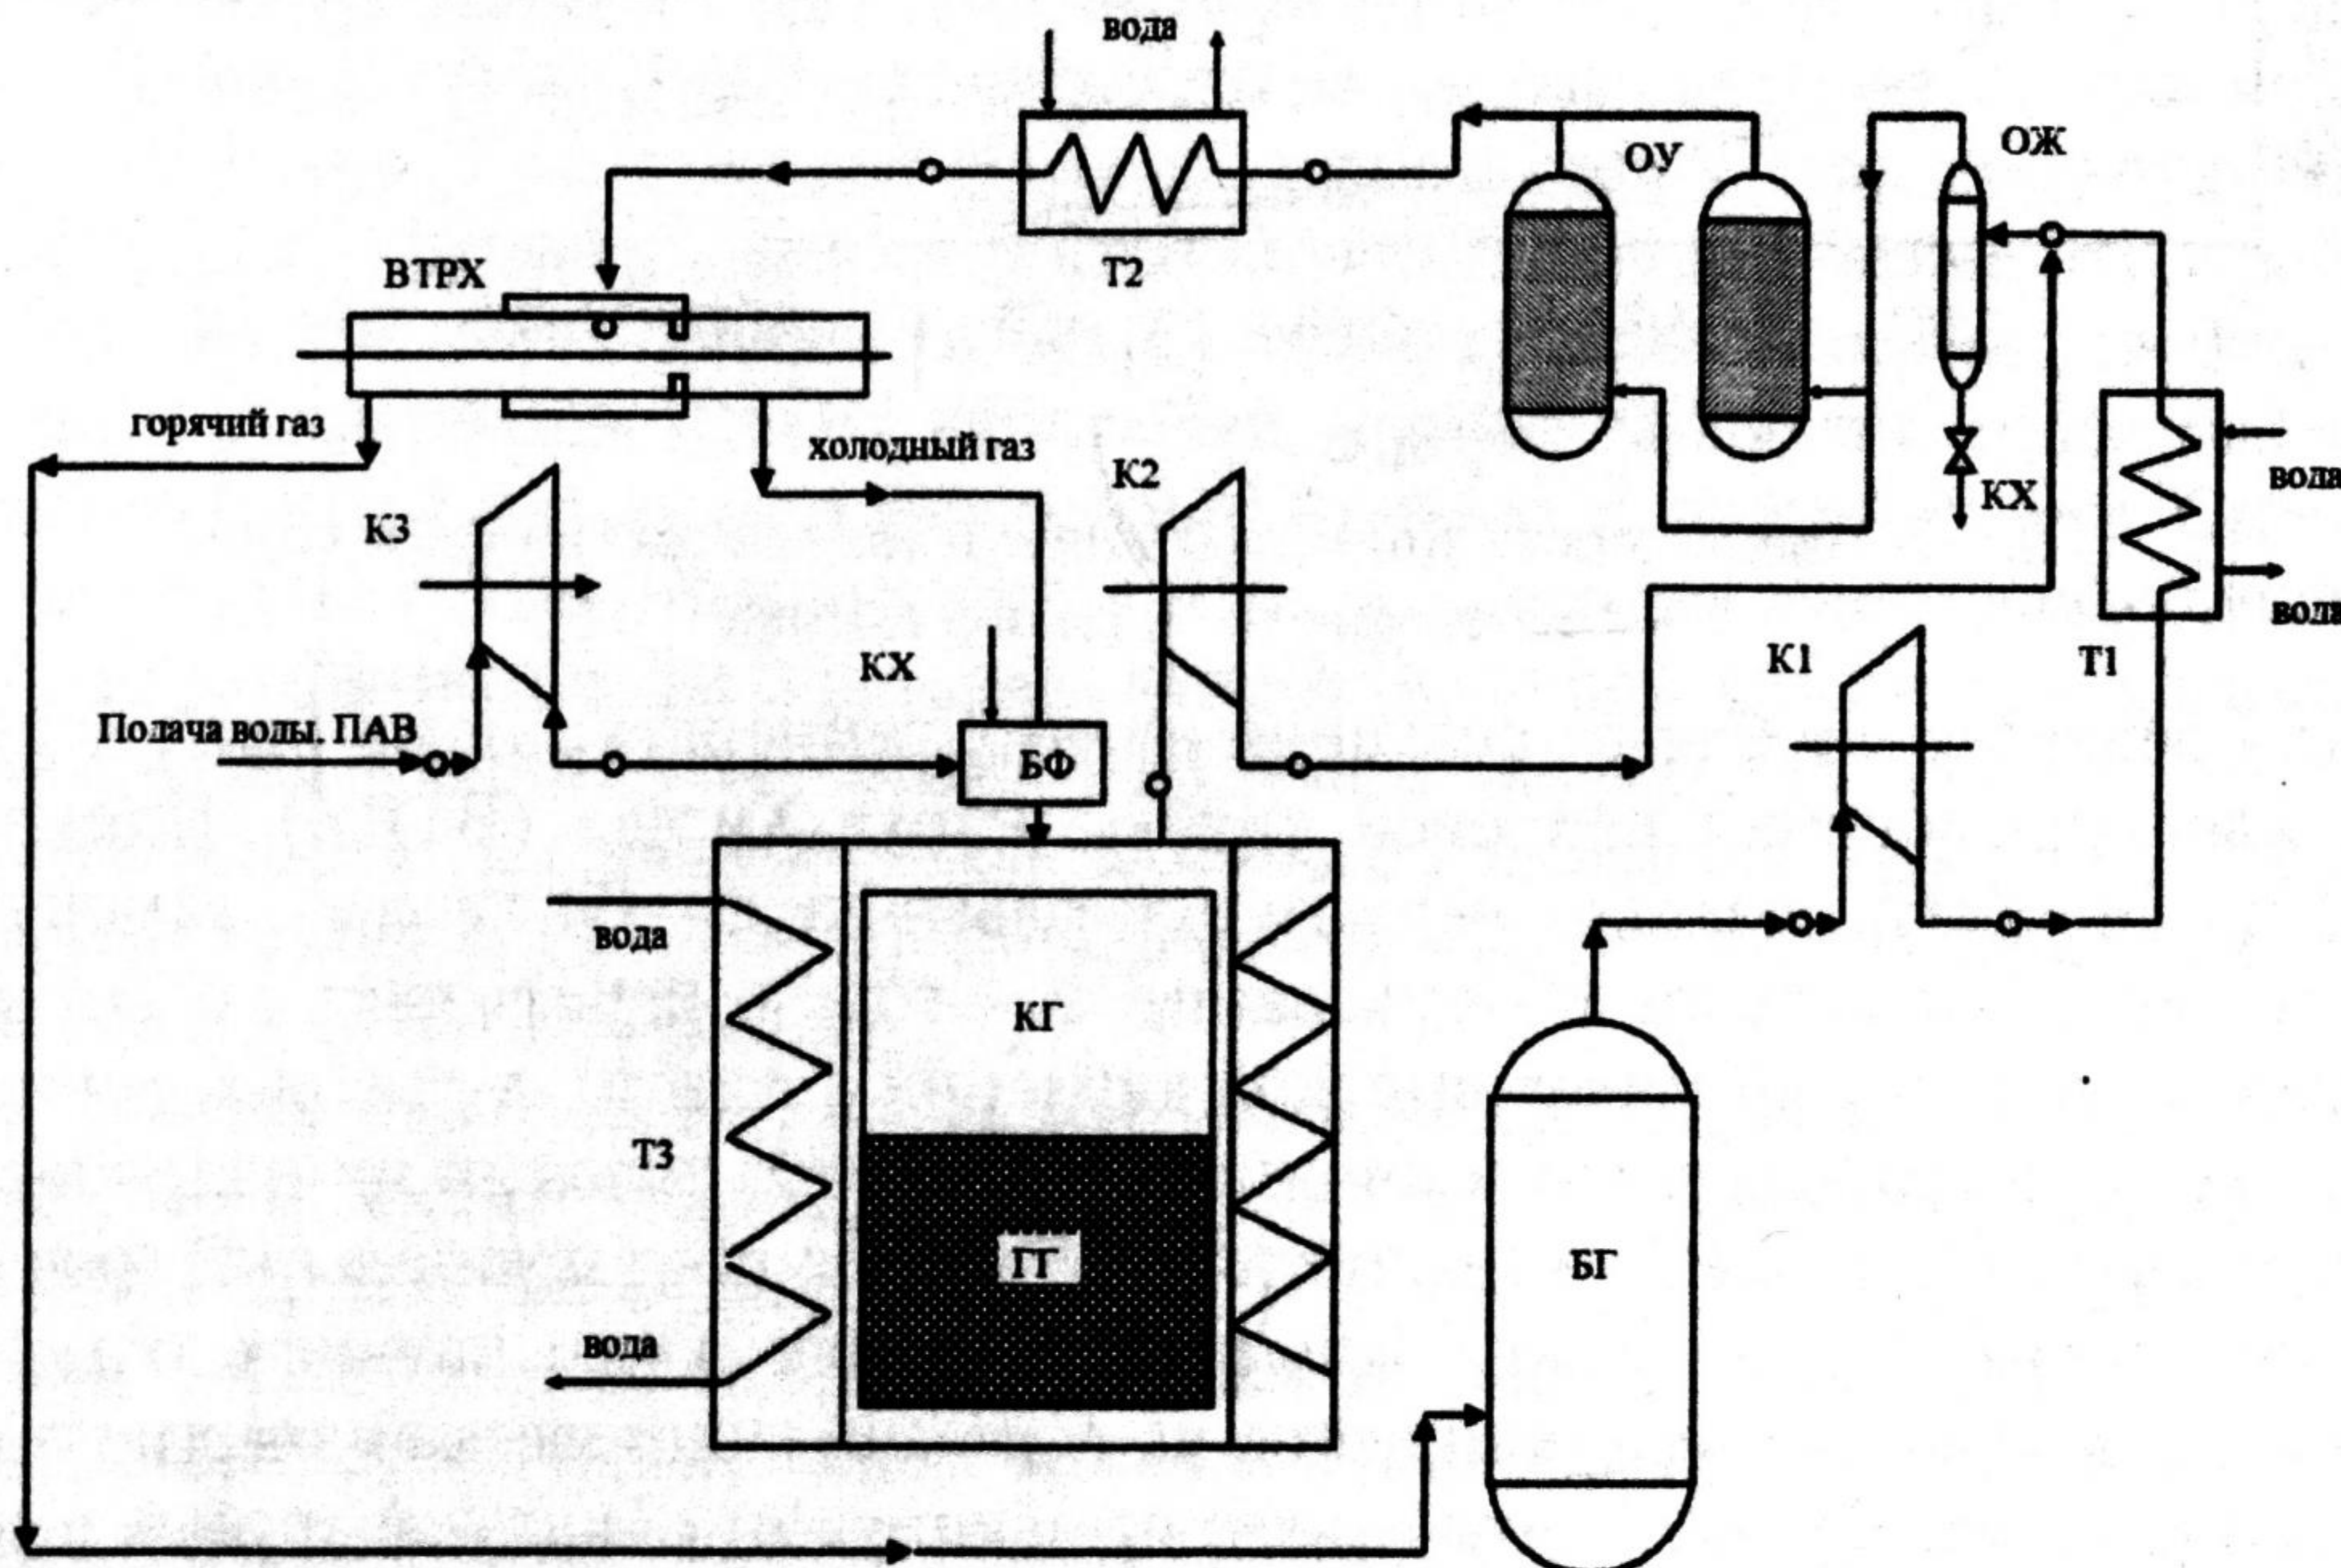 вода
ОУ
ОЖ
Т2
ВТРХ
горячий газ
холодный газ
К2
КХ
вода
К3
вода
КХ
К1
Т1
Подача воды. ПАВ
БФ
вода
КГ
Т3
ГГ
БГ
вода